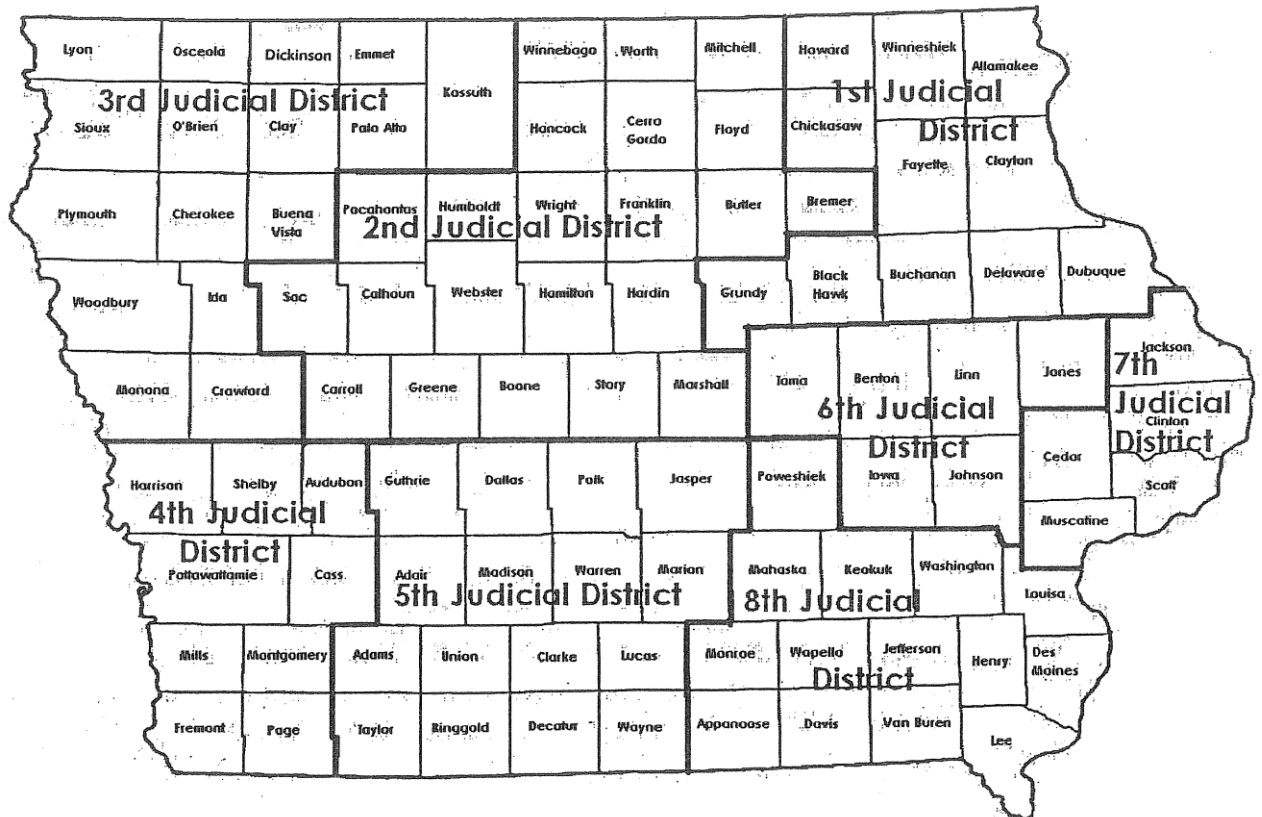 Lyon
Osceola
Dickinson
Emmet
Winnebago
Worth
Mitchell
Howard
Winneshiek
Allamakee
Kossuth
3rd Judicial District
1st Judicial
District
Sioux
O'Brien
Clay
Palo Alto
Hancock
Cerro
Gordo
Floyd
Chickasaw
Fayette
Clayton
Plymouth
Cherokee
Buena
Vista
Pocahontas
Humboldt
Wright
Franklin
Butler
Bremer
2nd Judicial District
Woodbury
Ida
Sac
Calhoun
Webster
Hamilton
Hardin
Grundy
Black
Hawk
Buchanan
Delaware
Dubuque
Monona
Crawford
Carroll
Greene
Boone
Story
Marshall
Tama
Benton
Linn
Jones
Jackson
6th Judicial
District
7th
Judicial
District
Clinton
Harrison
Shelby
Audubon
Guthrie
Dallas
Polk
Jasper
Poweshiek
Iowa
Johnson
Cedar
Scott
Muscatine
4th Judicial
District
Pottawattamie
Cass
Adair
Madison
Warren
Marion
Mahaska
Keokuk
Washington
Louisa
5th Judicial District
8th Judicial
District
Mills
Montgomery
Adams
Union
Clarke
Lucas
Monroe
Wapello
Jefferson
Henry
Des
Moines
Fremont
Page
Taylor
Ringgold
Decatur
Wayne
Appanoose
Davis
Van Buren
Lee